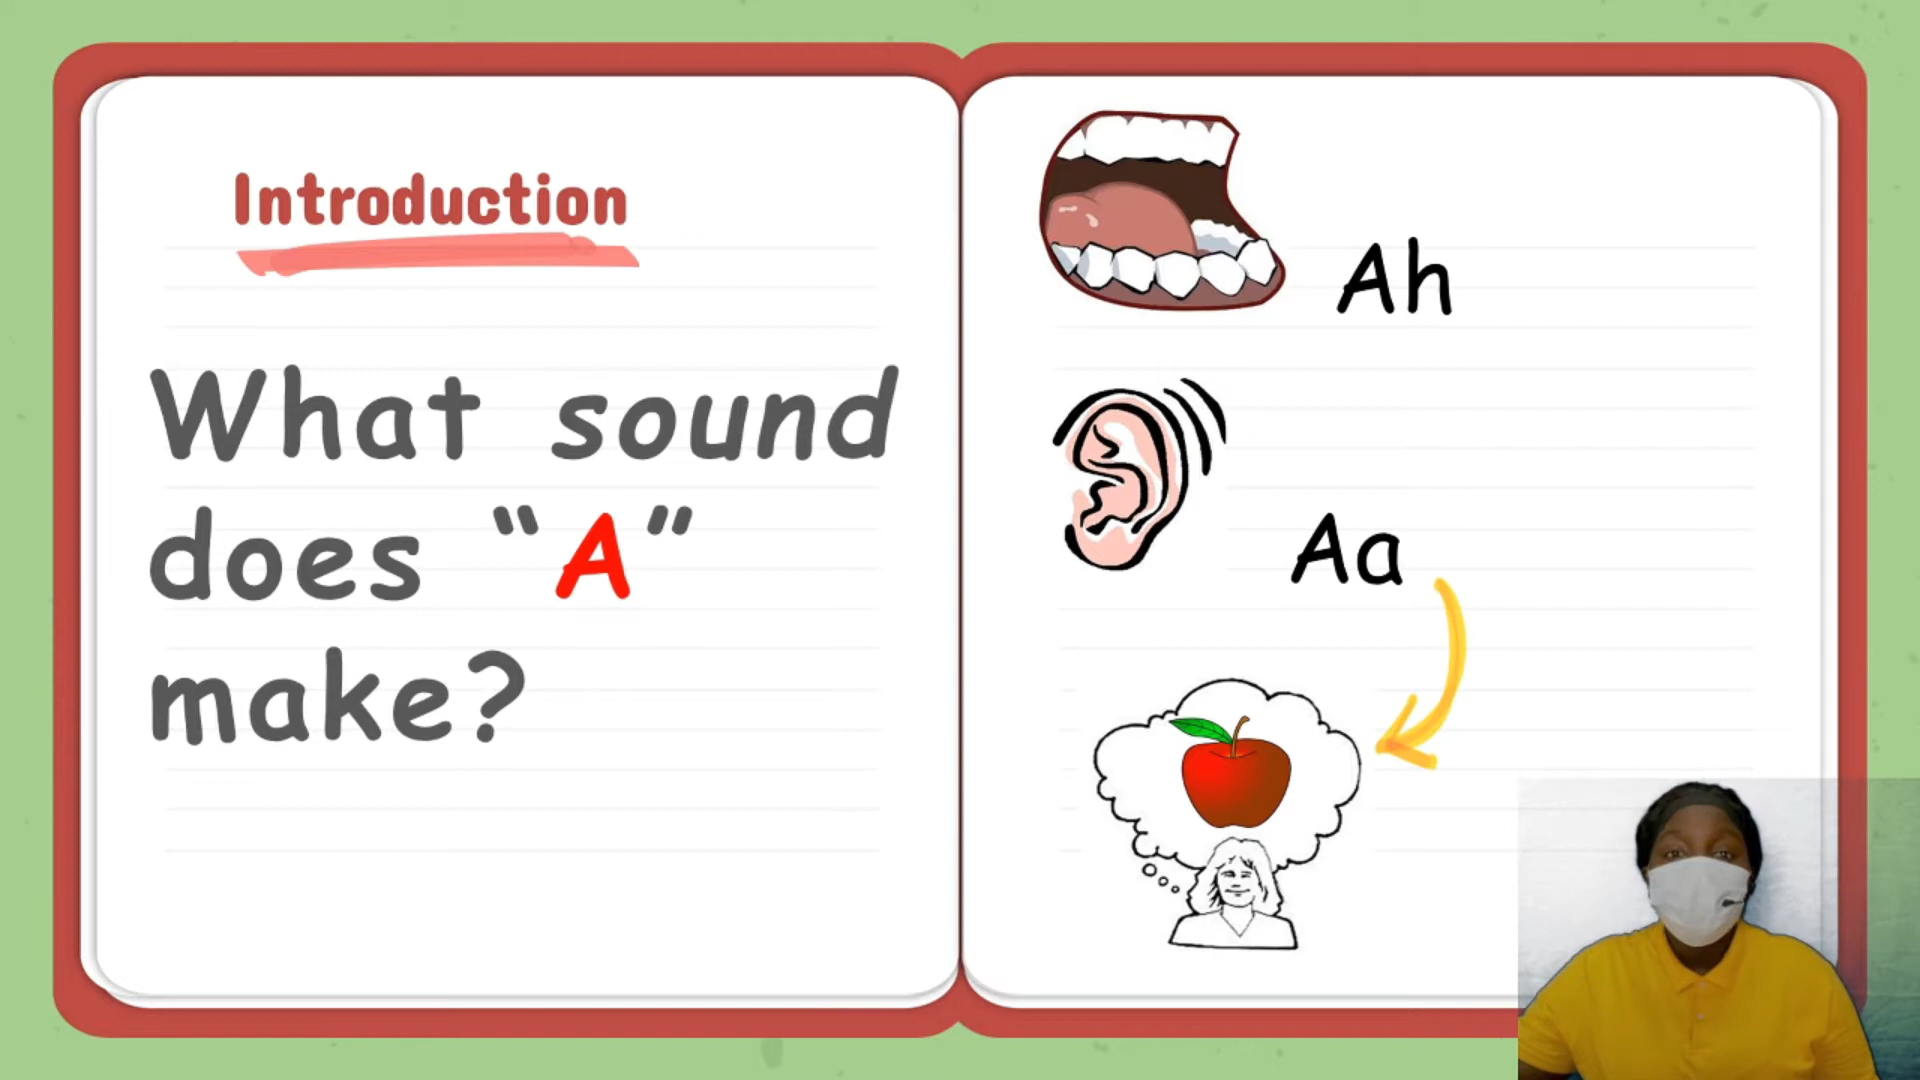 Introduction
What sound
does “A”
make?
Ah
Aa